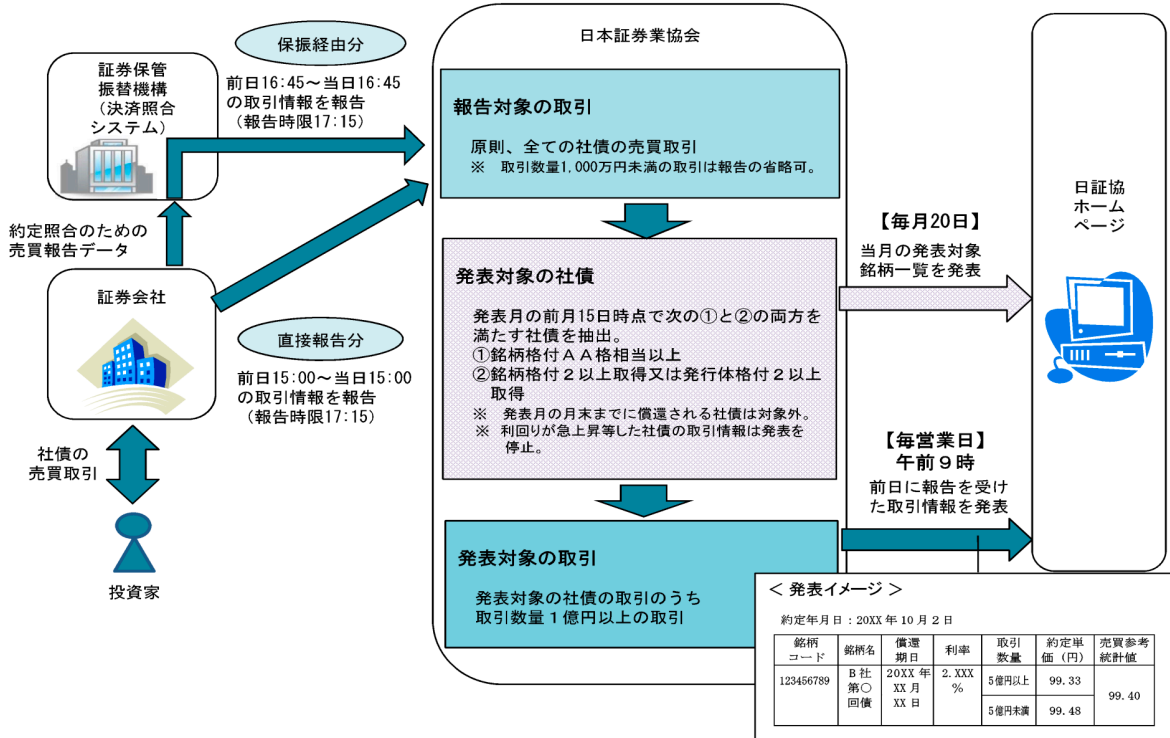 保振経由分
前日16:45～当日16:45
の取引情報を報告
（報告時限17:15）
証券保管
振替機構
（決済照合
システム）
約定照合のための
売買報告データ
証券会社
直接報告分
前日15:00～当日15:00
の取引情報を報告
（報告時限17:15）
社債の
売買取引
投資家
日本証券業協会
報告対象の取引
原則、全ての社債の売買取引
※ 取引数量1,000万円未満の取引は報告の省略可。
発表対象の社債
発表月の前月15日時点で次の①と②の両方を
満たす社債を抽出。
①銘柄格付ＡＡ格相当以上
②銘柄格付２以上取得又は発行体格付２以上
取得
※ 発表月の月末までに償還される社債は対象外。
※ 利回りが急上昇等した社債の取引情報は発表を
停止。
発表対象の取引
発表対象の社債の取引のうち
取引数量１億円以上の取引
【毎月20日】
当月の発表対象
銘柄一覧を発表
【毎営業日】
午前９時
前日に報告を受け
た取引情報を発表
日証協
ホーム
ページ
＜ 発表イメージ ＞
約定年月日：20XX 年 10 月 2 日
銘柄
コード
銘柄名
償還
期日
利率
取引
数量
約定単
価（円）
売買参考
統計値
123456789
B 社
第○
回債
20XX 年
XX 月
XX 日
2.XXX
%
5億円以上
99.33
99.40
5億円未満
99.48